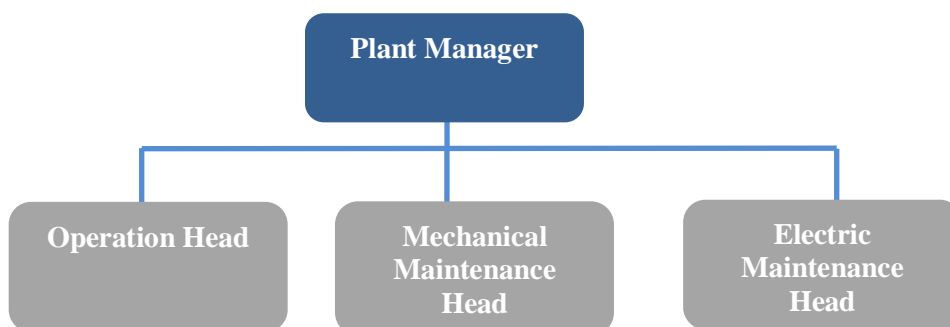 Plant Manager
Operation Head
Mechanical
Maintenance
Head
Electric
Maintenance
Head